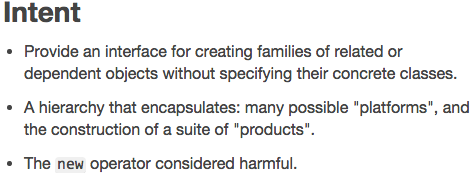 Intent
• Provide an interface for creating families of related or
dependent objects without specifying their concrete classes.
• A hierarchy that encapsulates: many possible "platforms", and
the construction of a suite of "products".
• The new operator considered harmful.